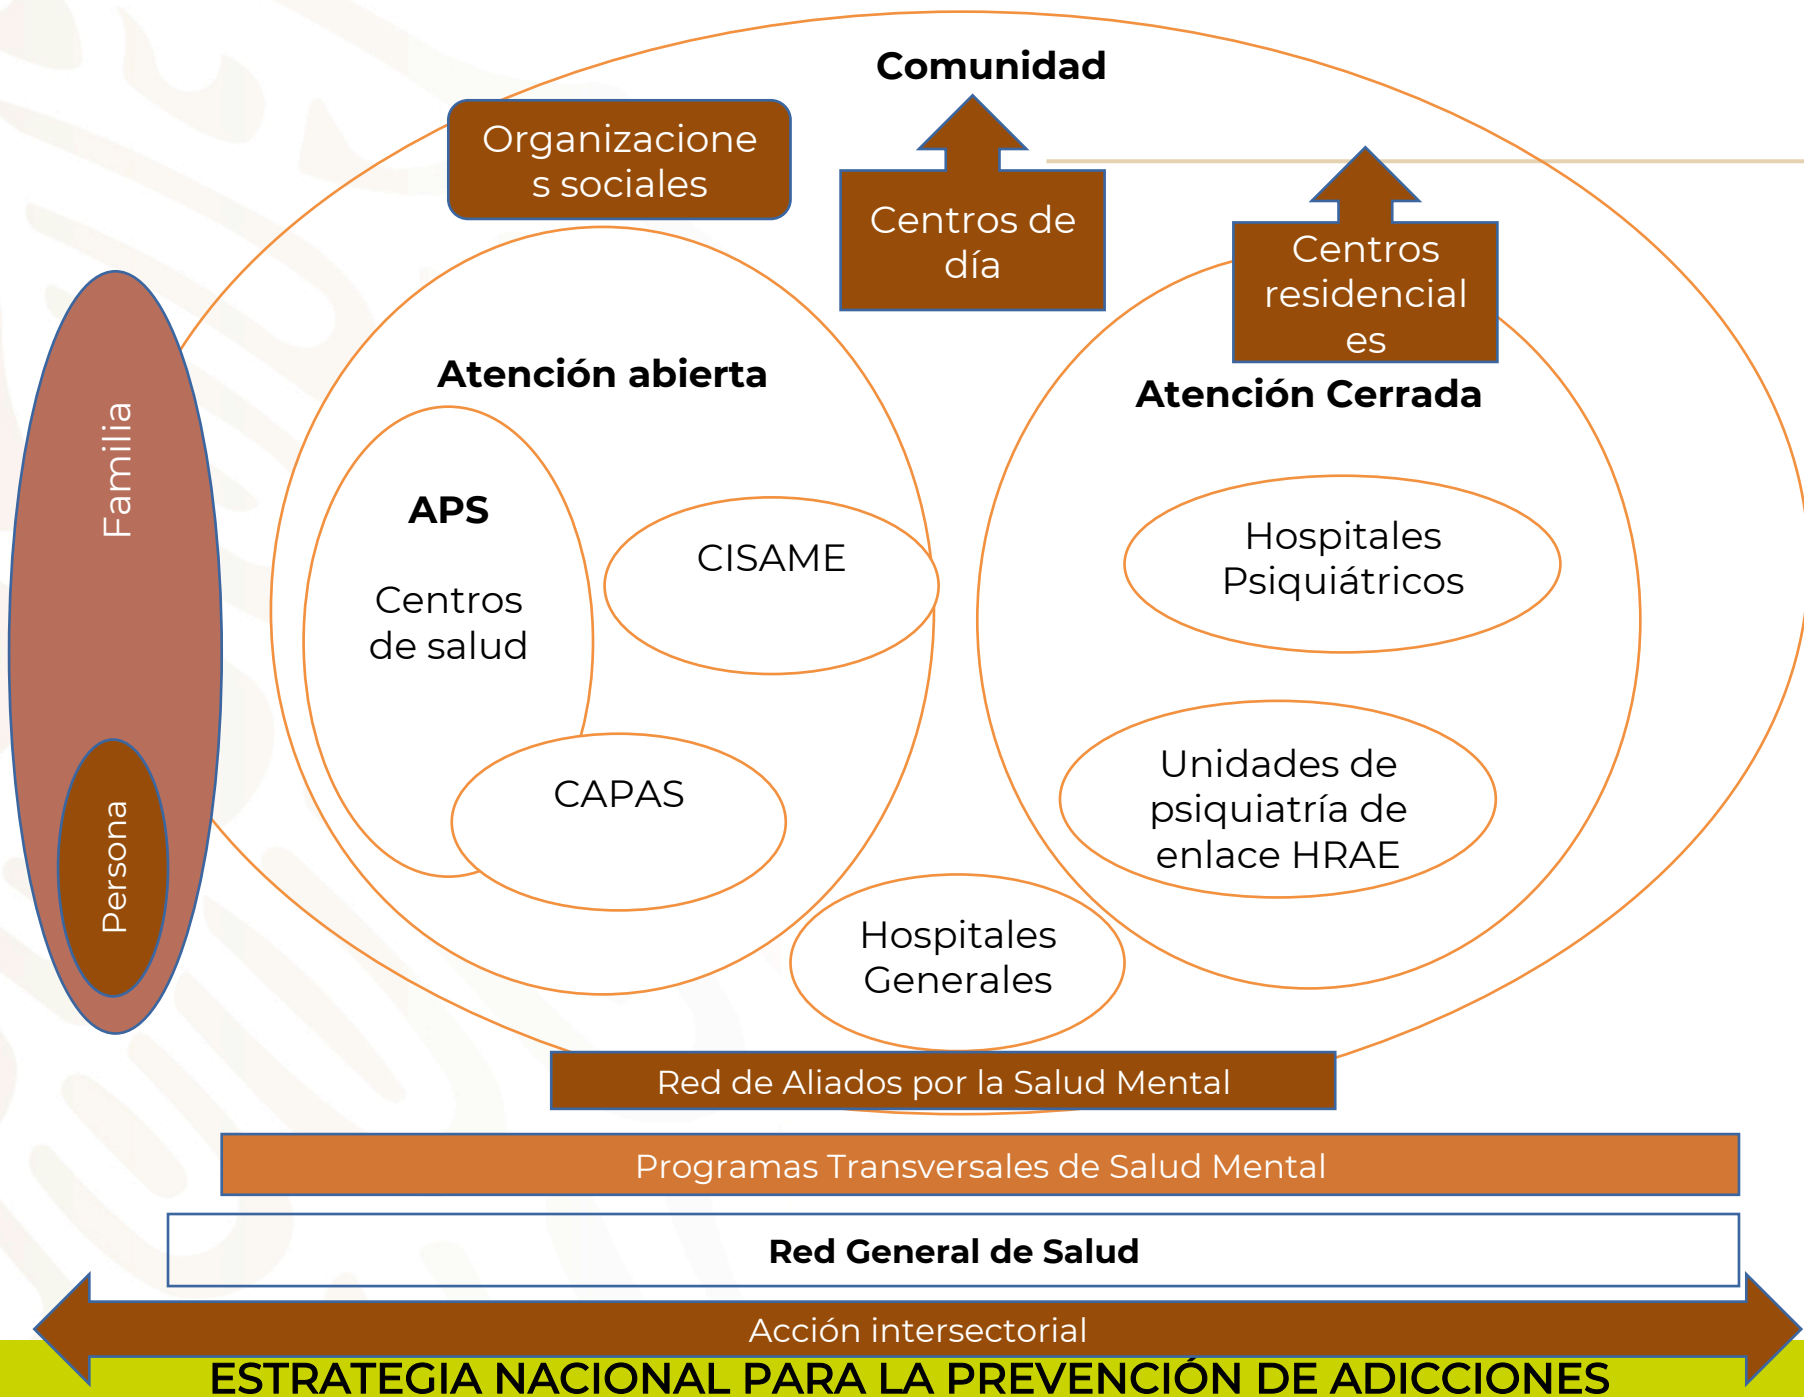 Comunidad
Organizacione
s sociales
Centros de
día
Centros
residencial
es
Atención abierta
Atención Cerrada
Familia
APS
Centros
de salud
CISAME
Hospitales
Psiquiátricos
Persona
CAPAS
Unidades de
psiquiatría de
enlace HRAE
Hospitales
Generales
Red de Aliados por la Salud Mental
Programas Transversales de Salud Mental
Red General de Salud
Acción intersectorial
ESTRATEGIA NACIONAL PARA LA PREVENCIÓN DE ADICCIONES